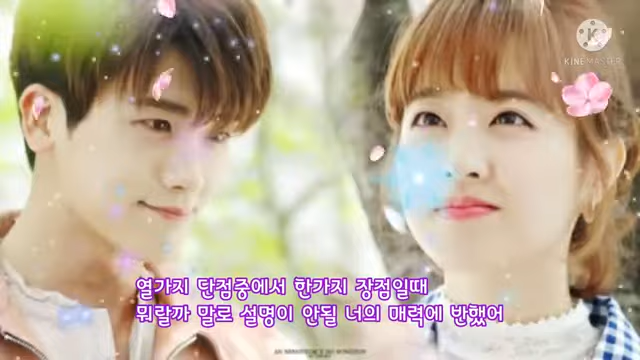 KINEMASTER
열가지 단점중에서 한가지 장점일때
뭐랄까 말로 설명이 안될 너의 매력에 반했어